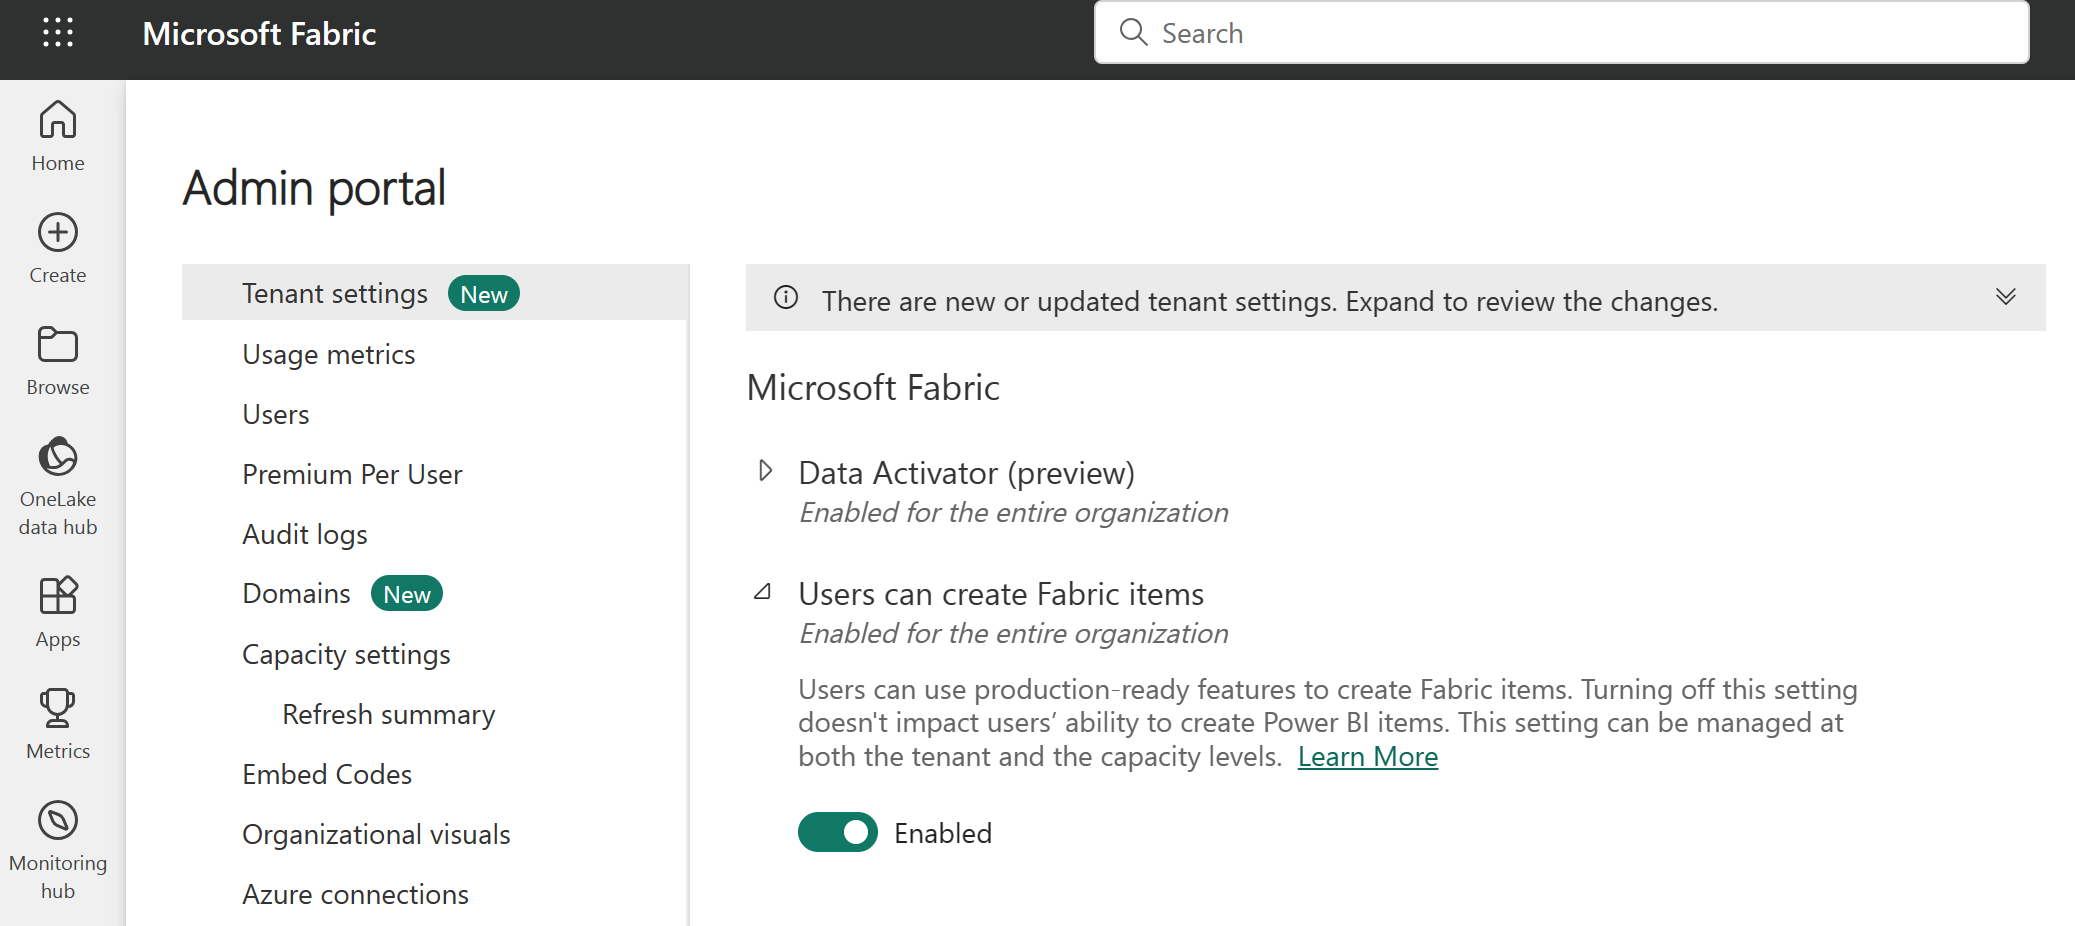 Microsoft Fabric
Search
Home
Create
Browse
OneLake
data hub
Apps
Metrics
Monitoring
hub
Admin portal
Tenant settings New
Usage metrics
Users
Premium Per User
Audit logs
Domains New
Capacity settings
Refresh summary
Embed Codes
Organizational visuals
Azure connections
There are new or updated tenant settings. Expand to review the changes.
Microsoft Fabric
Data Activator (preview)
Enabled for the entire organization
Users can create Fabric items
Enabled for the entire organization
Users can use production-ready features to create Fabric items. Turning off this setting
doesn't impact users’ ability to create Power BI items. This setting can be managed at
both the tenant and the capacity levels. Learn More
Enabled